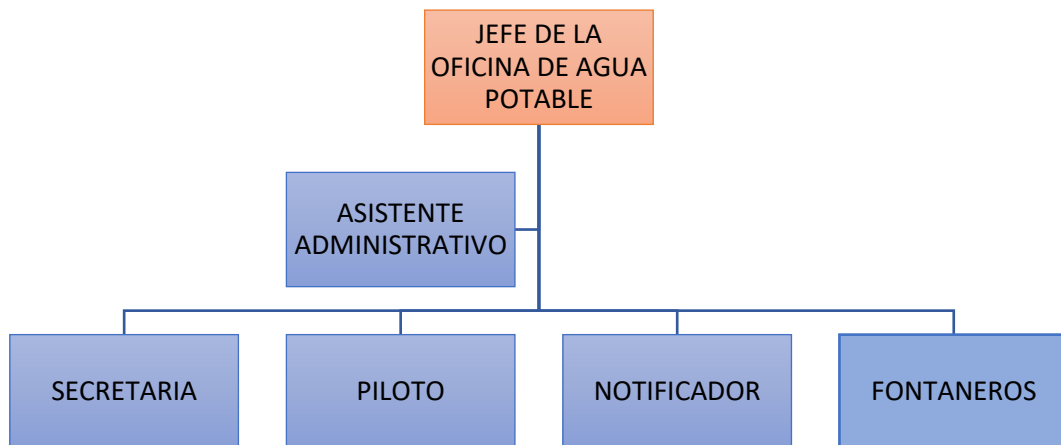 JEFE DE LA
OFICINA DE AGUA
POTABLE
ASISTENTE
ADMINISTRATIVO
SECRETARIA
PILOTO
NOTIFICADOR
FONTANEROS